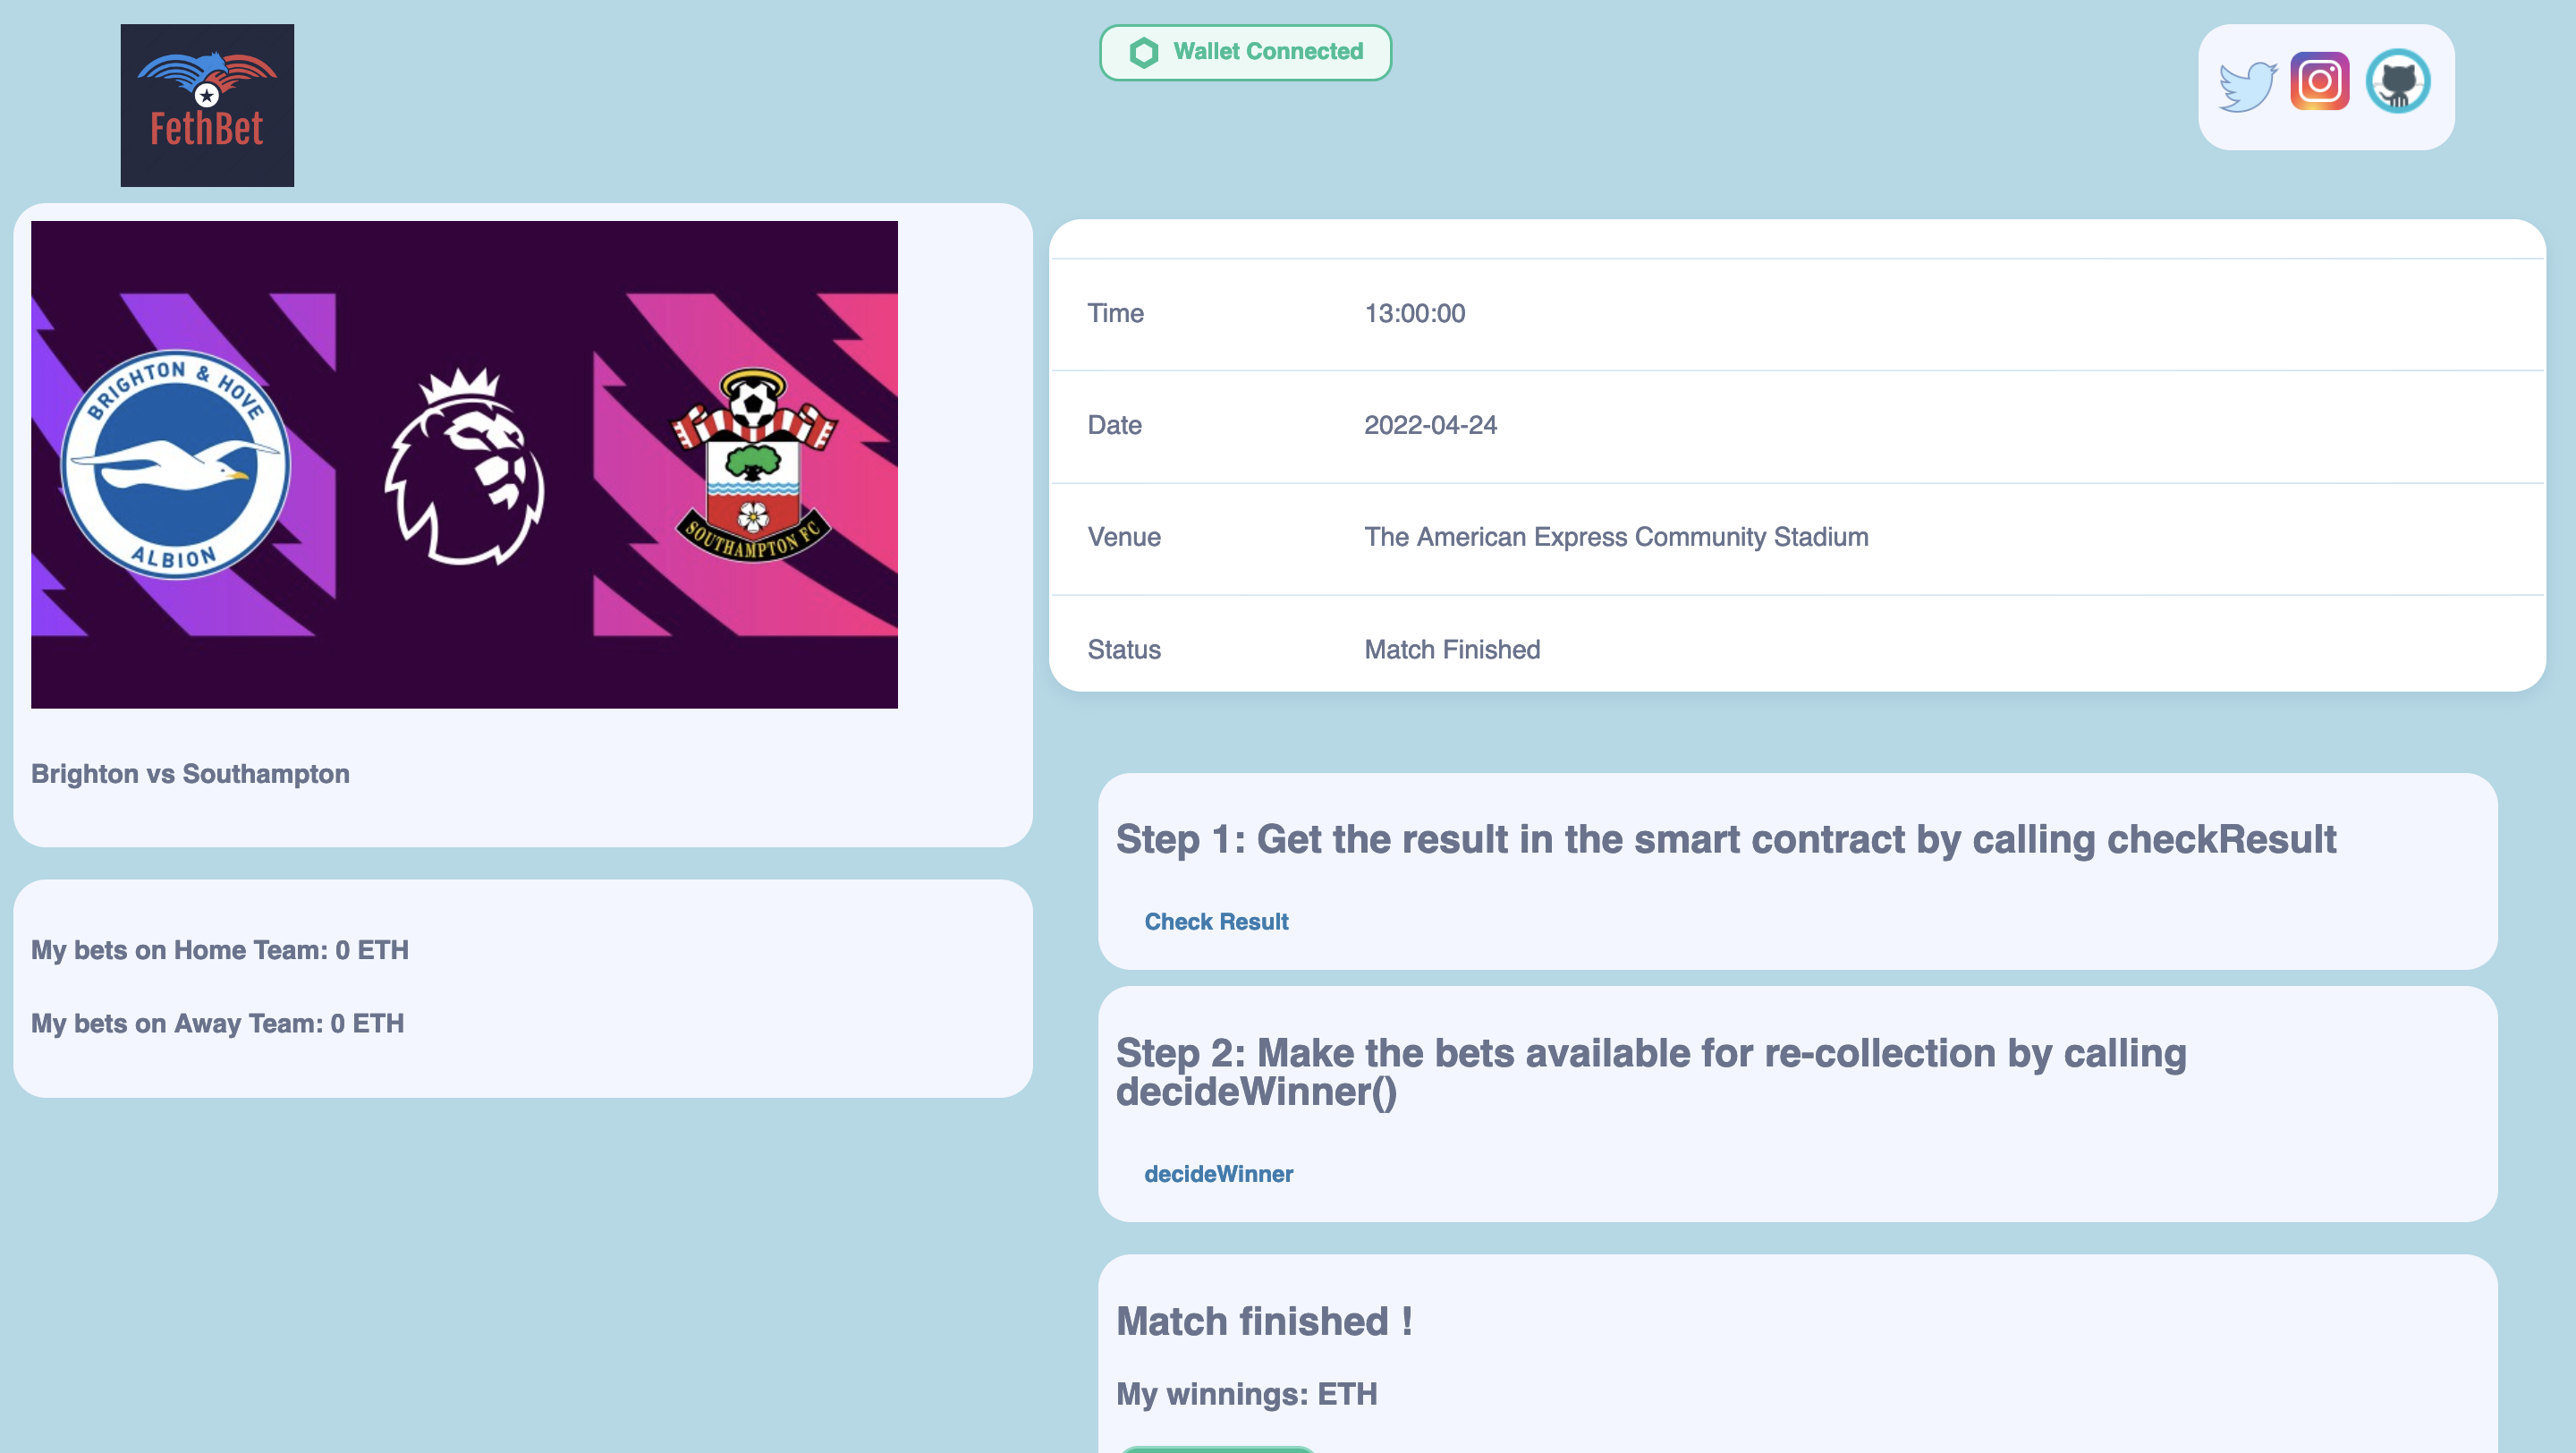 FethBet
Wallet Connected
BRIGHTON & HOVE
ALBION
SOUTHAMPTON FC
Brighton vs Southampton
My bets on Home Team: 0 ETH
My bets on Away Team: 0 ETH
Time 13:00:00
Date 2022-04-24
Venue The American Express Community Stadium
Status Match Finished
Step 1: Get the result in the smart contract by calling checkResult
Check Result
Step 2: Make the bets available for re-collection by calling
decideWinner()
decideWinner
Match finished !
My winnings: ETH